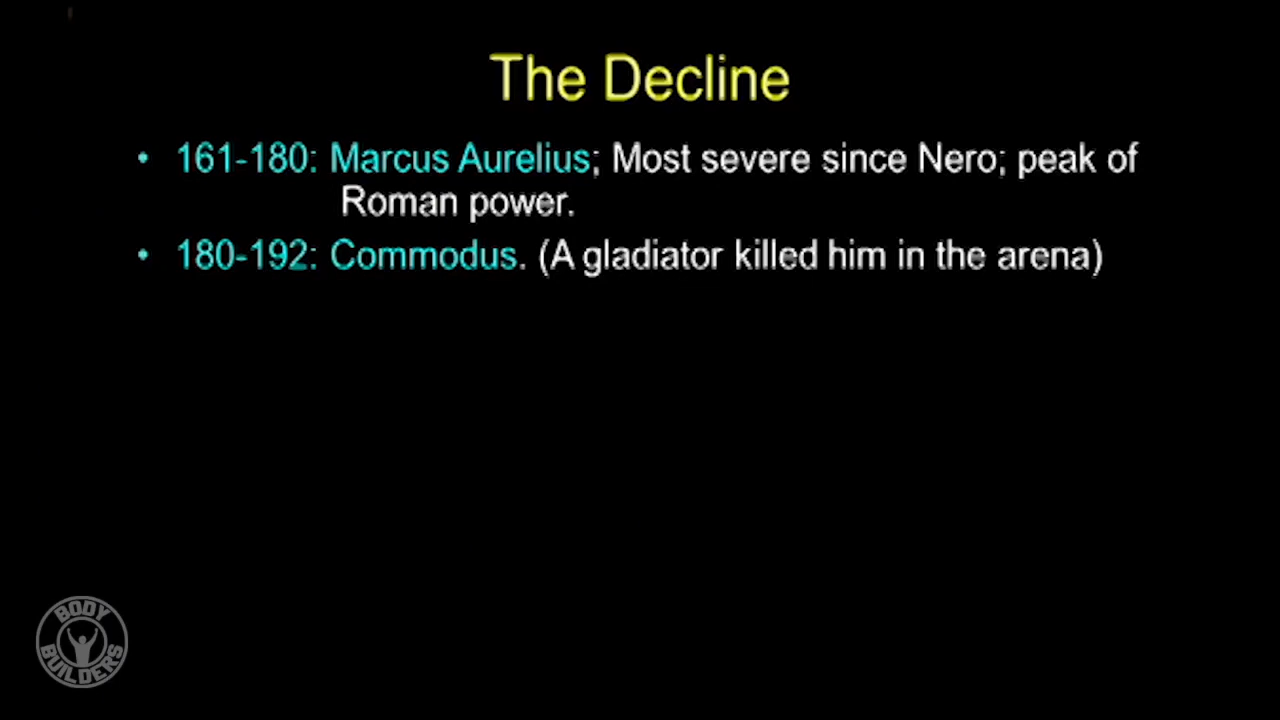 The Decline
• 161-180: Marcus Aurelius; Most severe since Nero; peak of
Roman power.
• 180-192: Commodus. (A gladiator killed him in the arena)
BODY
BUILDERS